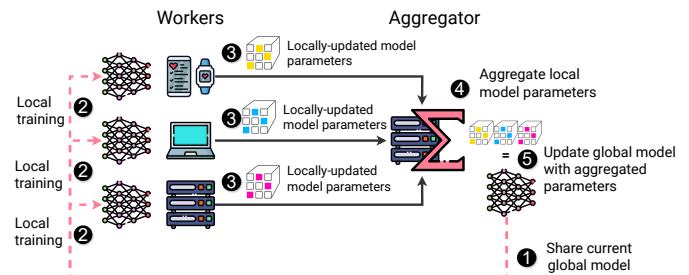 Workers
Aggregator
3
Locally-updated model
parameters
Local
training
2
3
Locally-updated
model parameters
4
Aggregate local
model parameters
Local
training
2
3
Locally-updated
model parameters
=
5
Update global model
with aggregated
parameters
Local
training
2
1
Share current
global model